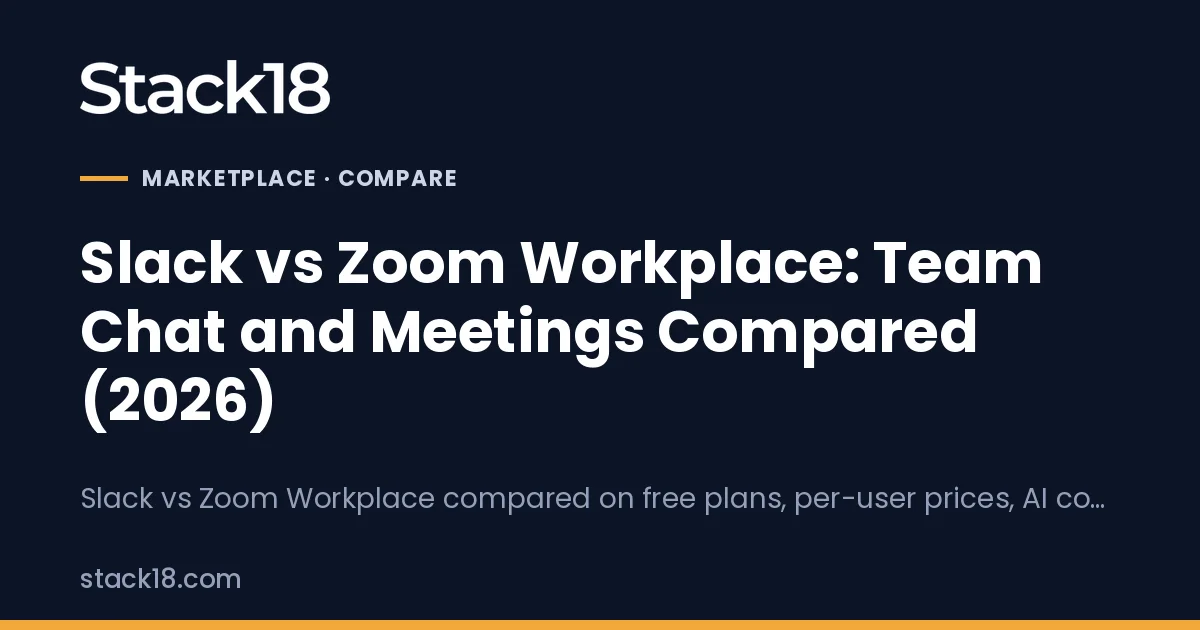 Stack18
MARKETPLACE · COMPARE
Slack vs Zoom Workplace: Team
Chat and Meetings Compared
(2026)
Slack vs Zoom Workplace compared on free plans, per-user prices, AI co...
stack18.com